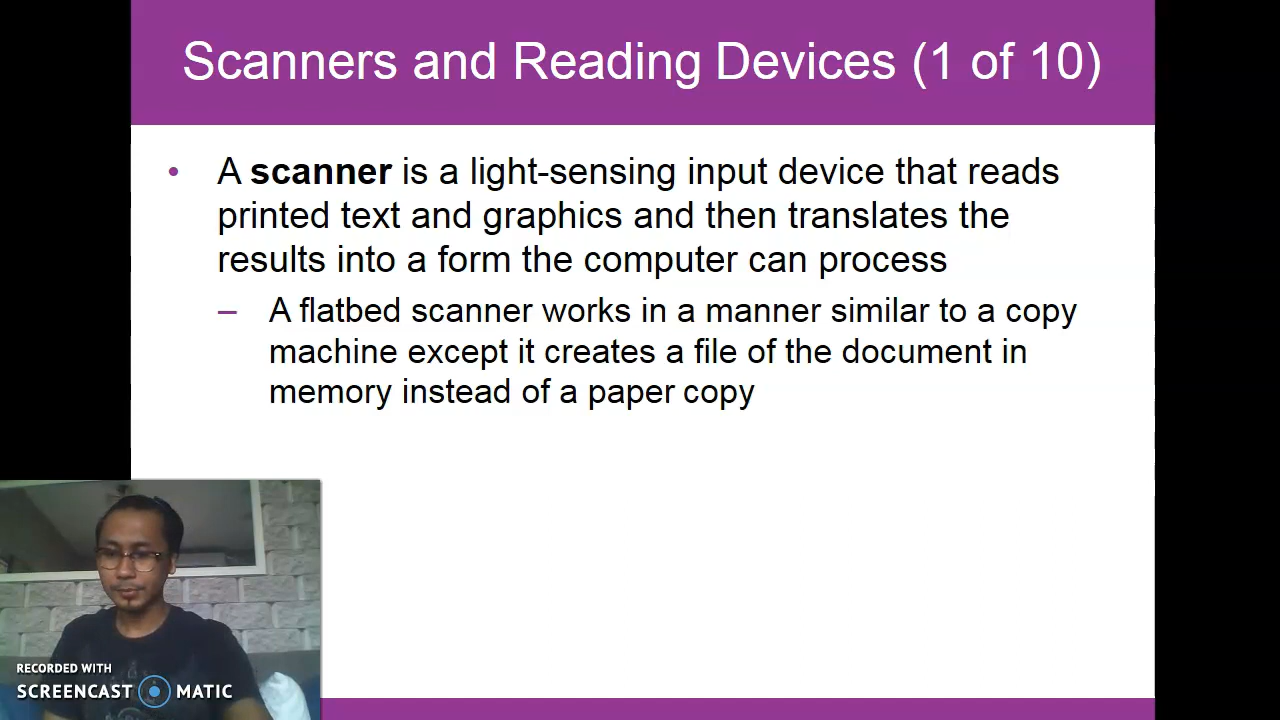 Scanners and Reading Devices (1 of 10)
• A scanner is a light-sensing input device that reads
printed text and graphics and then translates the
results into a form the computer can process
– A flatbed scanner works in a manner similar to a copy
machine except it creates a file of the document in
memory instead of a paper copy
RECORDED WITH
SCREENCAST MATIC